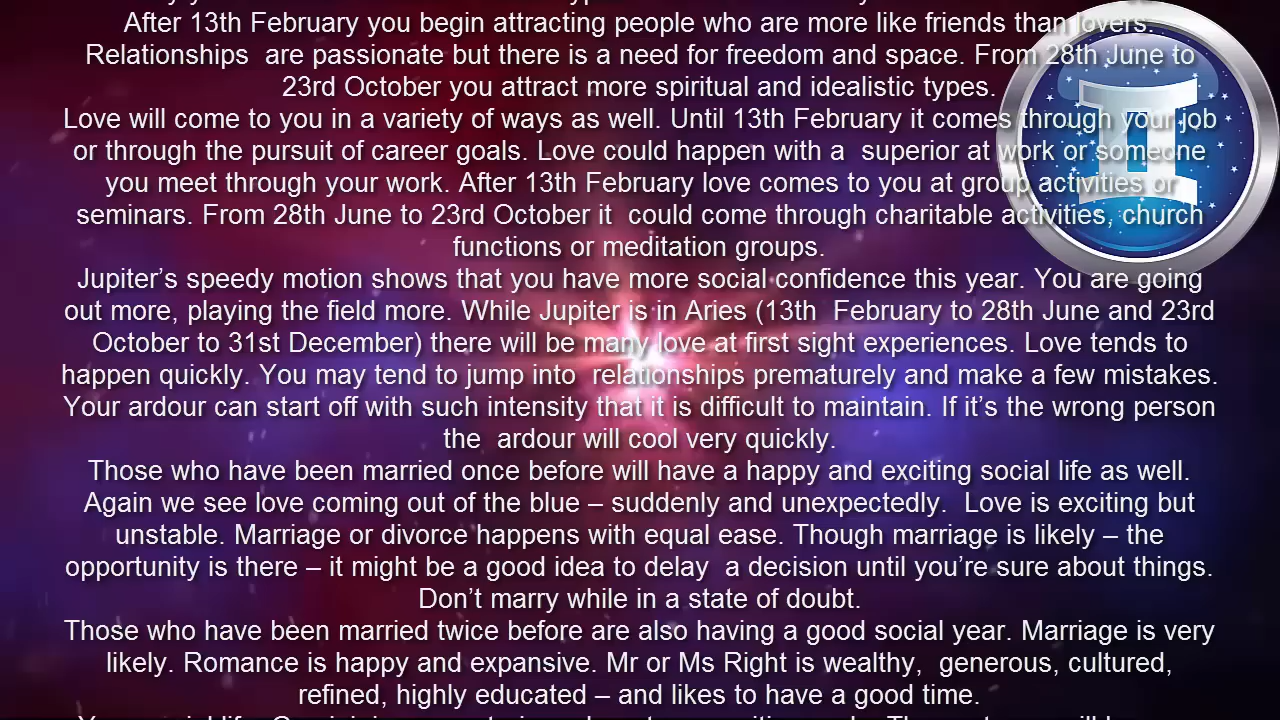 After 13th February you begin attracting people who are more like friends than lovers.
Relationships  are passionate but there is a need for freedom and space. From 28th June to
23rd October you attract more spiritual and idealistic types.
Love will come to you in a variety of ways as well. Until 13th February it comes through your job
or through the pursuit of career goals. Love could happen with a  superior at work or someone
you meet through your work. After 13th February love comes to you at group activities or
seminars. From 28th June to 23rd October it  could come through charitable activities, church
functions or meditation groups.
Jupiter’s speedy motion shows that you have more social confidence this year. You are going
out more, playing the field more. While Jupiter is in Aries (13th  February to 28th June and 23rd
October to 31st December) there will be many love at first sight experiences. Love tends to
happen quickly. You may tend to jump into  relationships prematurely and make a few mistakes.
Your ardour can start off with such intensity that it is difficult to maintain. If it’s the wrong person
the  ardour will cool very quickly.
Those who have been married once before will have a happy and exciting social life as well.
Again we see love coming out of the blue – suddenly and unexpectedly.  Love is exciting but
unstable. Marriage or divorce happens with equal ease. Though marriage is likely – the
opportunity is there – it might be a good idea to delay  a decision until you’re sure about things.
Don’t marry while in a state of doubt.
Those who have been married twice before are also having a good social year. Marriage is very
likely. Romance is happy and expansive. Mr or Ms Right is wealthy,  generous, cultured,
refined, highly educated – and likes to have a good time.